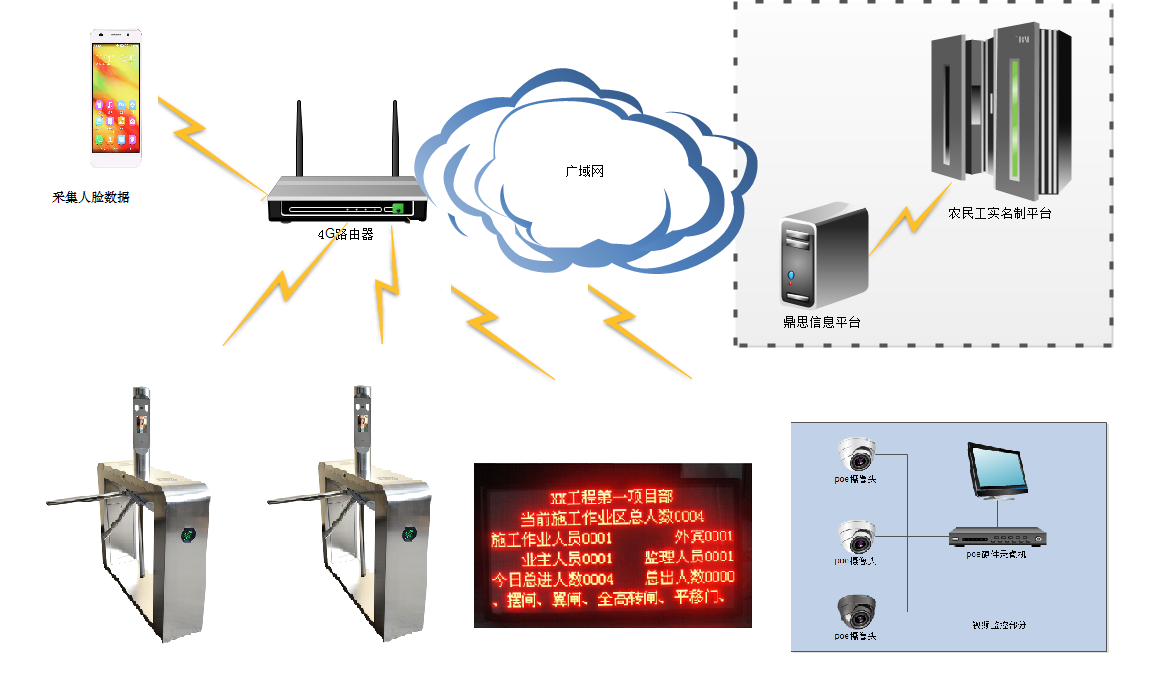 IBM
广域网
采集人脸数据
4G路由器
农民工实名制平台
鼎思信息平台
xx工程第一项目部
当前施工作业区总人数0004
施工作业人员0001 外宾0001
业主人员0001 监理人员0001
今日总进人数0004 总出人数0000
、摆闸、翼闸、全高转闸、平移门、
poe摄像头
poe摄像头
poe硬件录像机
poe摄像头
视频监控部分